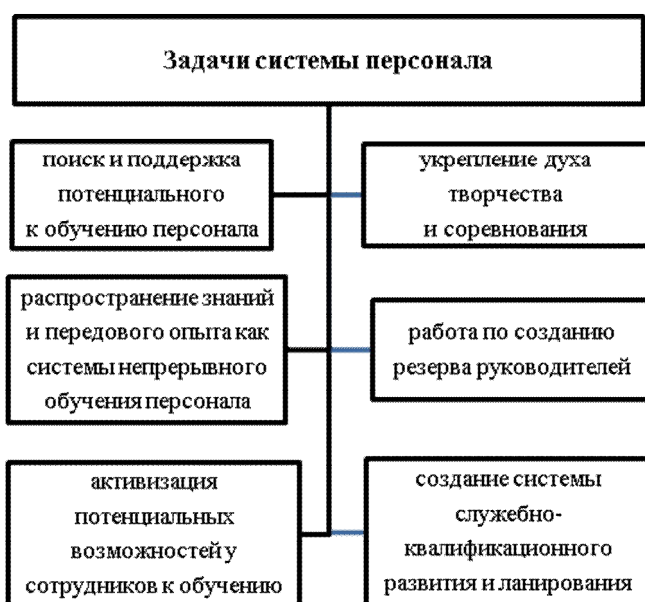 Задачи системы персонала
поиск и поддержка
потенциального
к обучению персонала
укрепление духа
творчества
и соревнования
распространение знаний
и передового опыта как
системы непрерывного
обучения персонала
работа по созданию
резерва руководителей
активизация
потенциальных
возможностей у
сотрудников к обучению
создание системы
служебно-
квалификационного
развития и ланирования